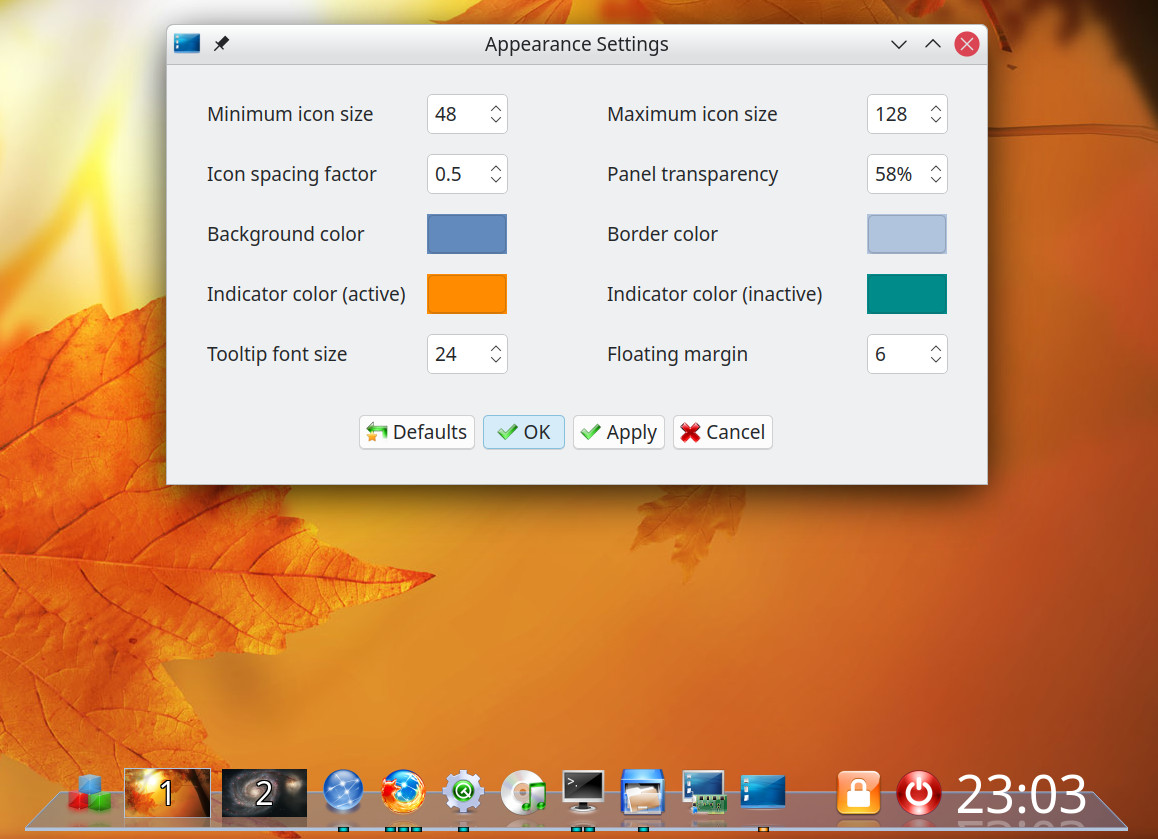 Appearance Settings
Minimum icon size 48 Maximum icon size 128
Icon spacing factor 0.5 Panel transparency 58%
Background color Border color
Indicator color (active) Indicator color (inactive)
Tooltip font size 24 Floating margin 6
Defaults OK Apply Cancel
1 2 >_ 23:03